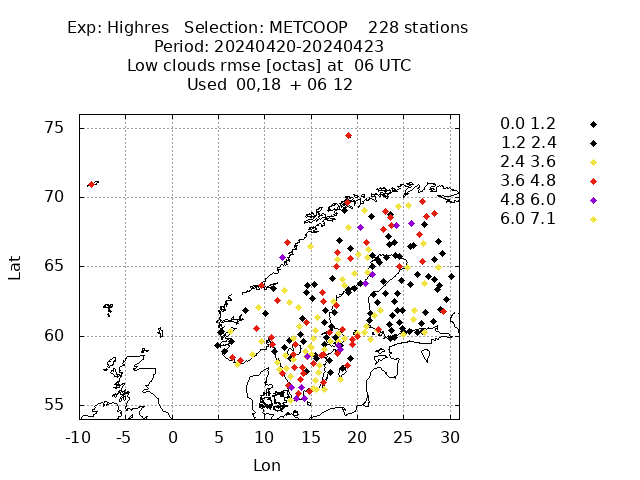 Exp: Highres   Selection: METCOOP    228 stations
Period: 20240420-20240423
Low clouds rmse [octas] at  06 UTC
Used  00,18  + 06 12
0.0 1.2
1.2 2.4
2.4 3.6
3.6 4.8
4.8 6.0
6.0 7.1
75
70
65
60
55
Lat
-10 -5 0 5 10 15 20 25 30
Lon